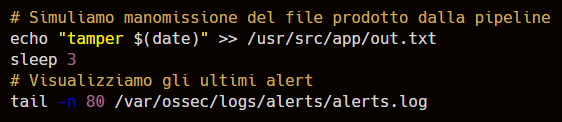 # Simuliamo manomissione del file prodotto dalla pipeline
echo "tamper $(date)" >> /usr/src/app/out.txt
sleep 3
# Visualizziamo gli ultimi alert
tail -n 80 /var/ossec/logs/alerts/alerts.log